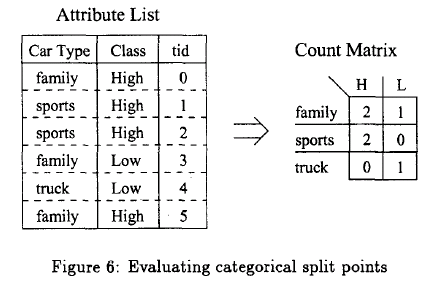 Attribute List
Car Type Class tid
family High 0
sports High 1
sports High 2
family Low 3
truck Low 4
family High 5
Count Matrix
H L
family 2 1
sports 2 0
truck 0 1
Figure 6: Evaluating categorical split points